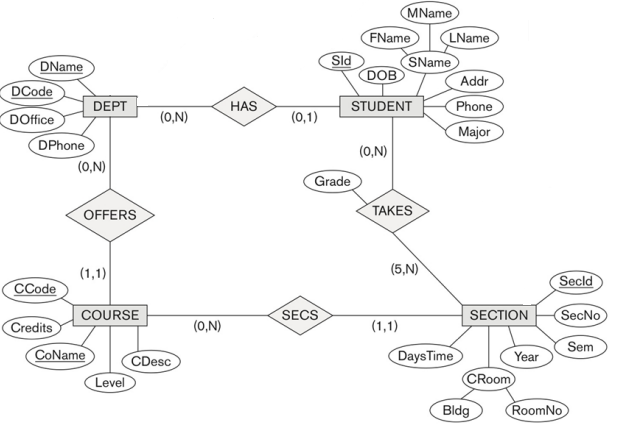 MName
FName
LName
DName
SId
SName
DOB
DCode
Addr
DEPT
HAS
STUDENT
Phone
DOffice
(0,N)
(0,1)
Major
DPhone
(0,N)
(0,N)
Grade
OFFERS
TAKES
(1,1)
(5,N)
CCode
SecId
COURSE
SECS
SECTION
SecNo
Credits
(0,N)
(1,1)
CoName
CDesc
DaysTime
Year
Sem
Level
CRoom
Bldg
RoomNo